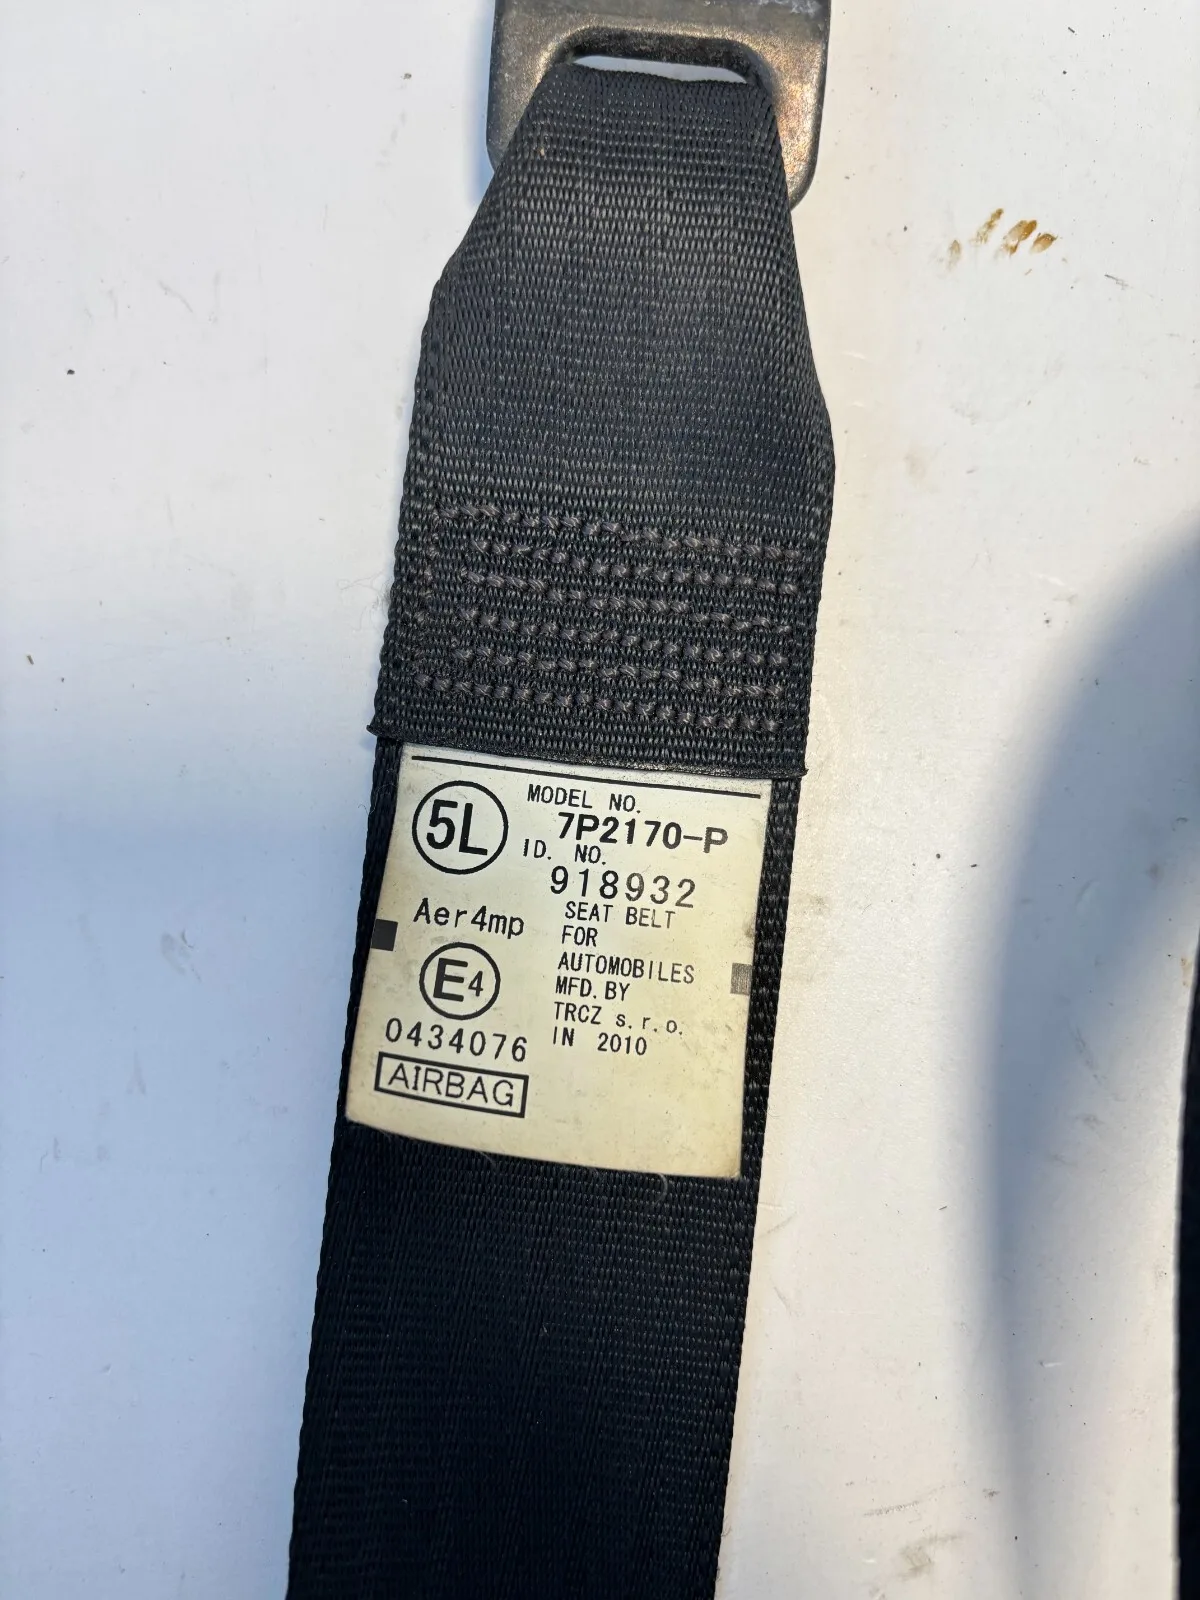 5L
MODEL NO.
7P2170-P
ID. NO.
918932
Aer4mp
E4
0434076
AIRBAG
SEAT BELT
FOR
AUTOMOBILES
MFD. BY
TRCZ s.r.o.
IN 2010